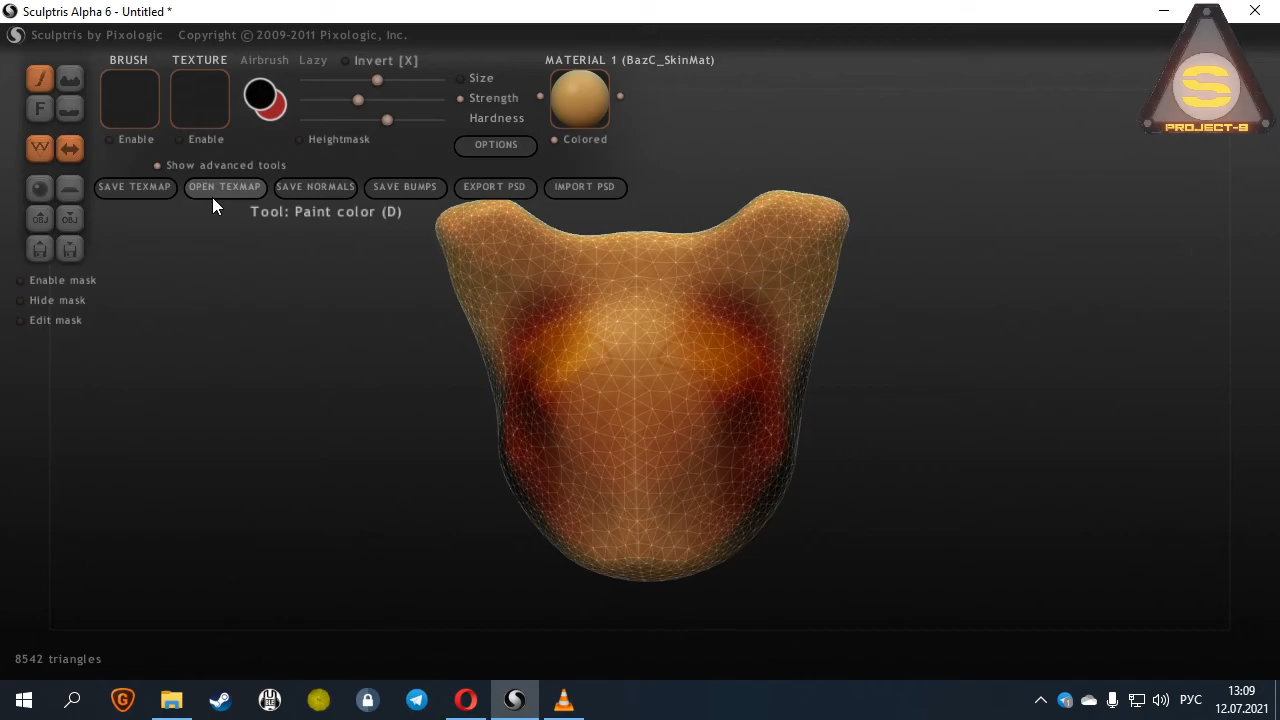 Sculptris Alpha 6 - Untitled *
Sculptris by Pixologic Copyright © 2009-2011 Pixologic, Inc.
BRUSH TEXTURE Airbrush Lazy Invert [X] MATERIAL 1 (BazC_SkinMat)
Size
Strength
Hardness
F
Enable Enable Heightmask OPTIONS Colored
Show advanced tools
SAVE TEXMAP OPEN TEXMAP SAVE NORMALS SAVE BUMPS EXPORT PSD IMPORT PSD
Tool: Paint color (D)
OBJ OBJ
Enable mask
Hide mask
Edit mask
S
PROJECT-S
8542 triangles
РУС
13:09
12.07.2021